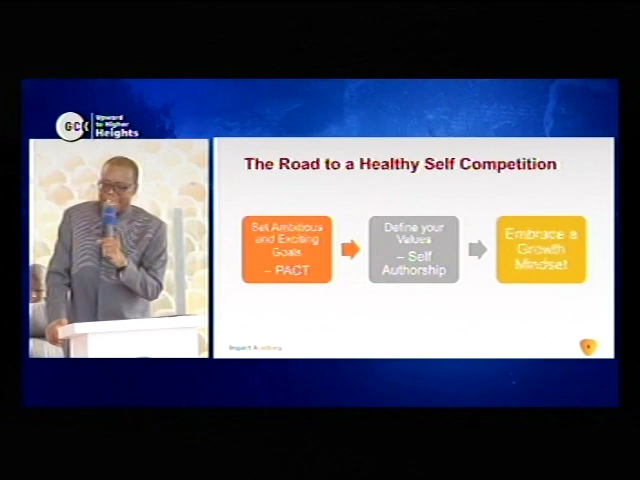 GCK
Upward
to Higher
Heights
The Road to a Healthy Self Competition
Set Ambitious
and Exciting
Goals
– PACT
Define your
Values
– Self
Authorship
Embrace a
Growth
Mindset
Impact Academy